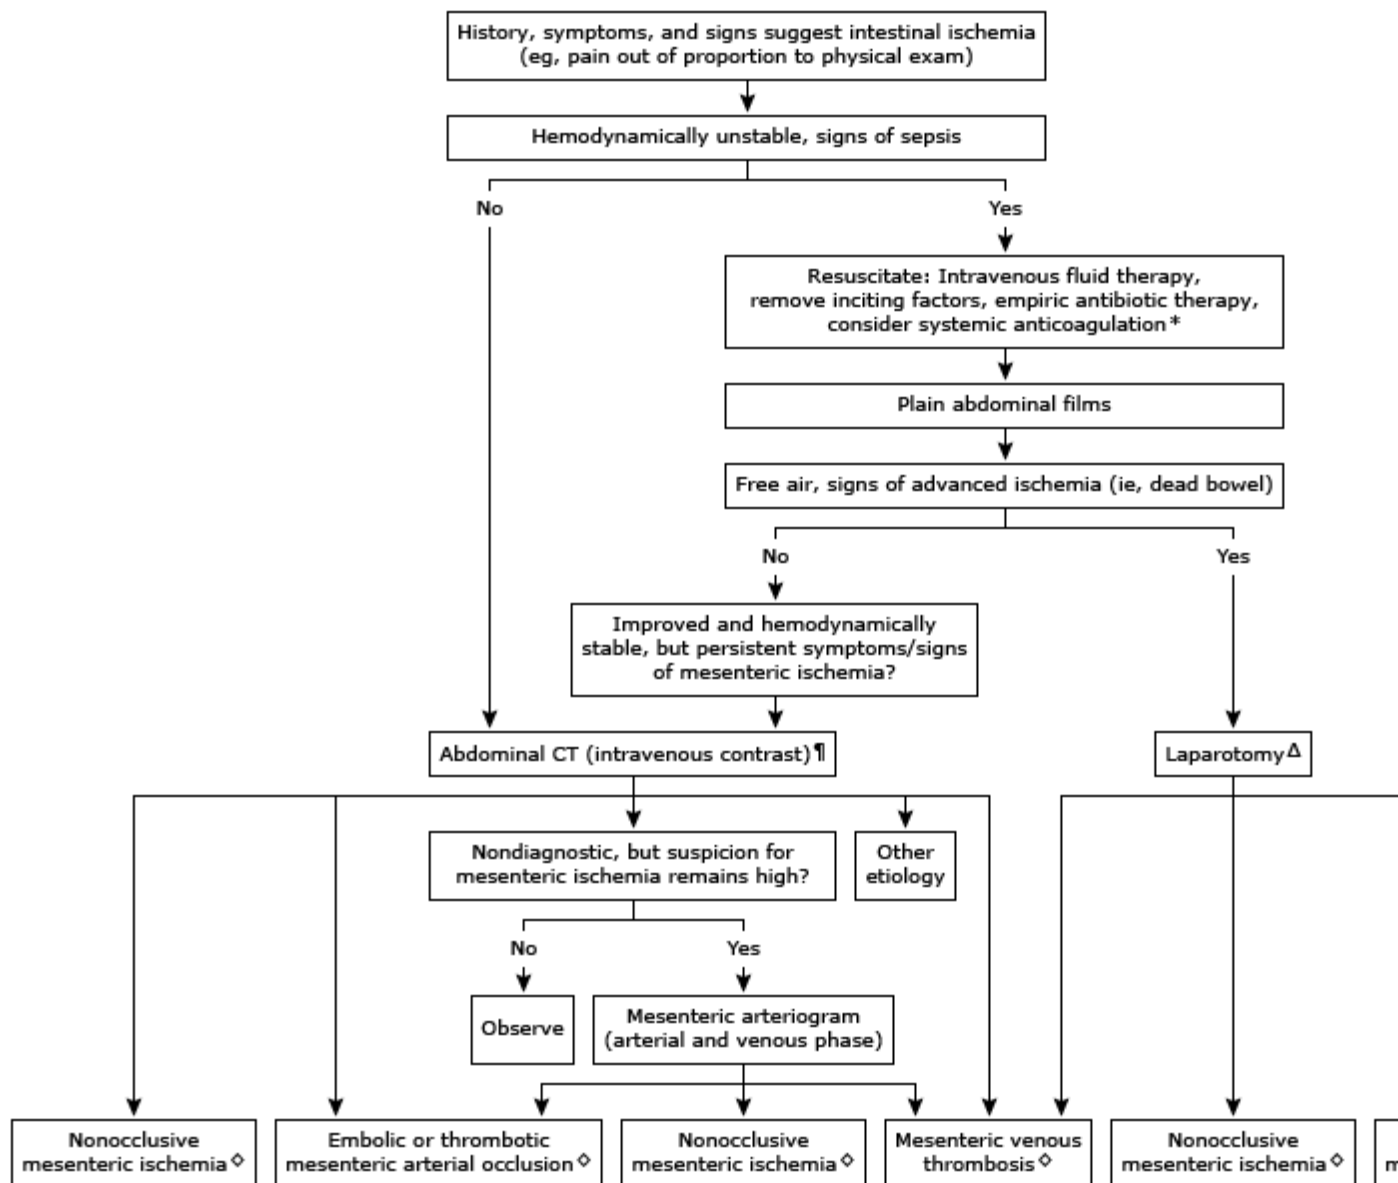 History, symptoms, and signs suggest intestinal ischemia
(eg, pain out of proportion to physical exam)
Hemodynamically unstable, signs of sepsis
No
Yes
Resuscitate: Intravenous fluid therapy,
remove inciting factors, empiric antibiotic therapy,
consider systemic anticoagulation*
Plain abdominal films
Free air, signs of advanced ischemia (ie, dead bowel)
No
Yes
Improved and hemodynamically
stable, but persistent symptoms/signs
of mesenteric ischemia?
Abdominal CT (intravenous contrast)¶
LaparotomyΔ
Nondiagnostic, but suspicion for
mesenteric ischemia remains high?
Other
etiology
No
Yes
Observe
Mesenteric arteriogram
(arterial and venous phase)
Nonocclusive
mesenteric ischemia◇
Embolic or thrombotic
mesenteric arterial occlusion◇
Nonocclusive
mesenteric ischemia◇
Mesenteric venous
thrombosis◇
Nonocclusive
mesenteric ischemia◇